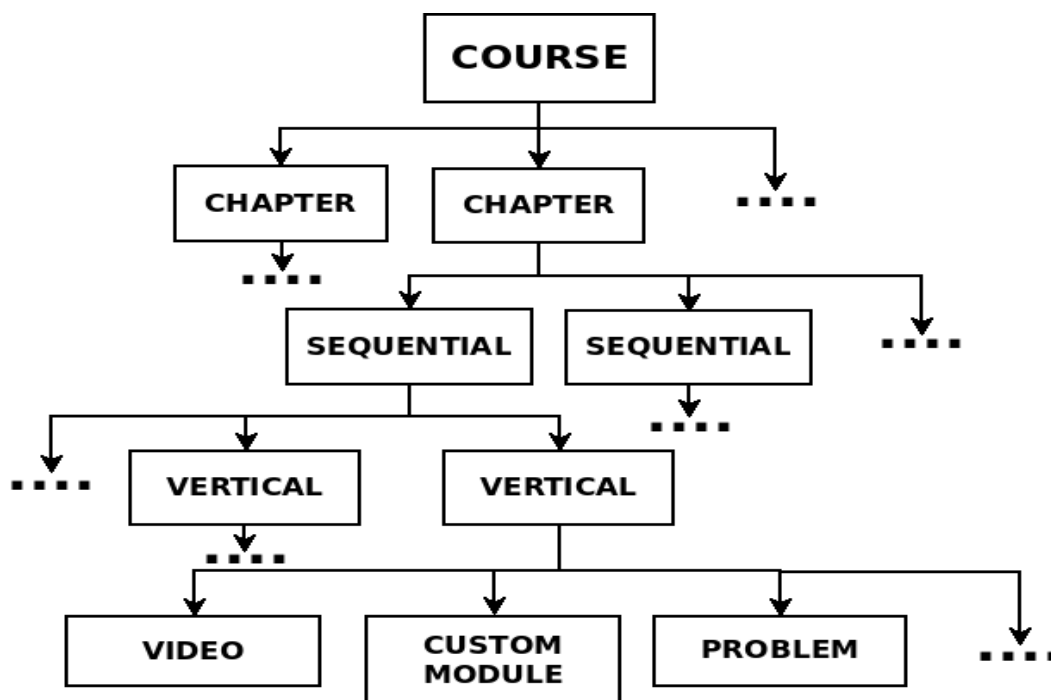 COURSE
CHAPTER
CHAPTER
....
....
SEQUENTIAL
SEQUENTIAL
....
....
....
VERTICAL
VERTICAL
....
VIDEO
CUSTOM
MODULE
PROBLEM
....